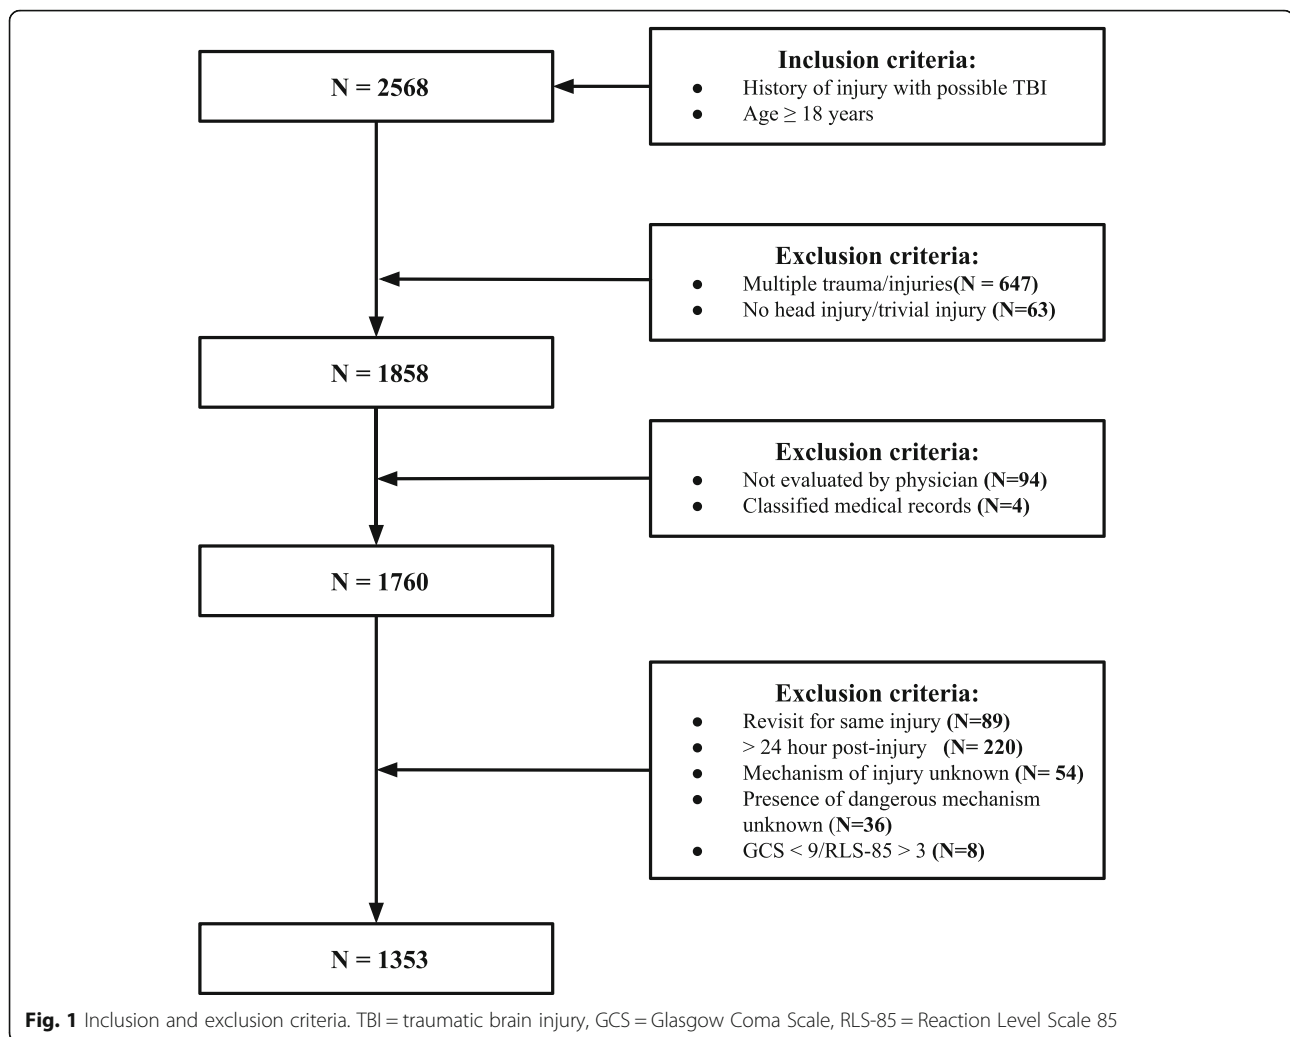 N = 2568
Inclusion criteria:
● History of injury with possible TBI
● Age ≥ 18 years
Exclusion criteria:
● Multiple trauma/injuries(N = 647)
● No head injury/trivial injury (N=63)
N = 1858
Exclusion criteria:
● Not evaluated by physician (N=94)
● Classified medical records (N=4)
N = 1760
Exclusion criteria:
● Revisit for same injury (N=89)
● > 24 hour post-injury (N= 220)
● Mechanism of injury unknown (N= 54)
● Presence of dangerous mechanism
unknown (N=36)
● GCS < 9/RLS-85 > 3 (N=8)
N = 1353
Fig. 1 Inclusion and exclusion criteria. TBI = traumatic brain injury, GCS = Glasgow Coma Scale, RLS-85 = Reaction Level Scale 85